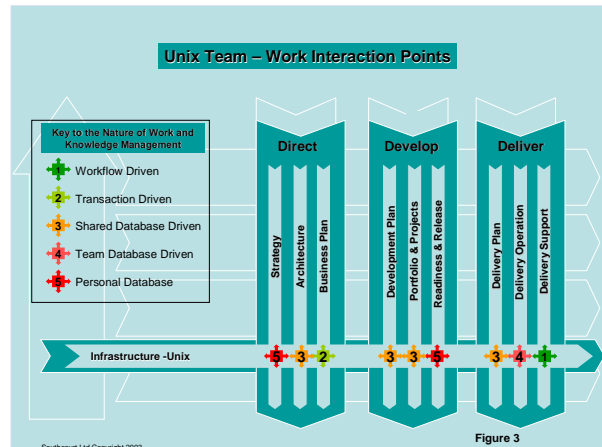 Unix Team – Work Interaction Points
Key to the Nature of Work and
Knowledge Management
1 Workflow Driven
2 Transaction Driven
3 Shared Database Driven
4 Team Database Driven
5 Personal Database
Direct
Develop
Deliver
Strategy
Architecture
Business Plan
Development Plan
Portfolio & Projects
Readiness & Release
Delivery Plan
Delivery Operation
Delivery Support
Infrastructure -Unix
5 3 2 3 3 5 3 4 1
Figure 3
Ltd Copyright